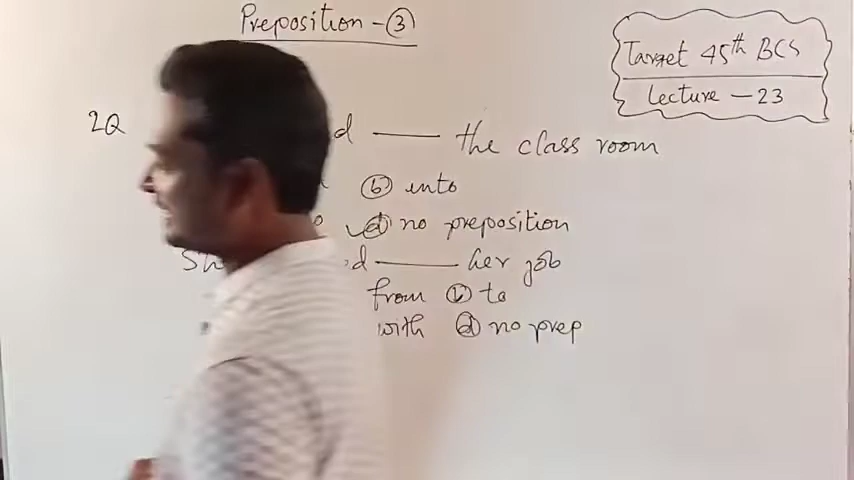 Preposition - ③
Target 45th BCS
Lecture - 23
2Q d —— the class room
ⓑ into
ⓓ no preposition
Sh d —— her job
from ⓑ to
with ⓓ no prep